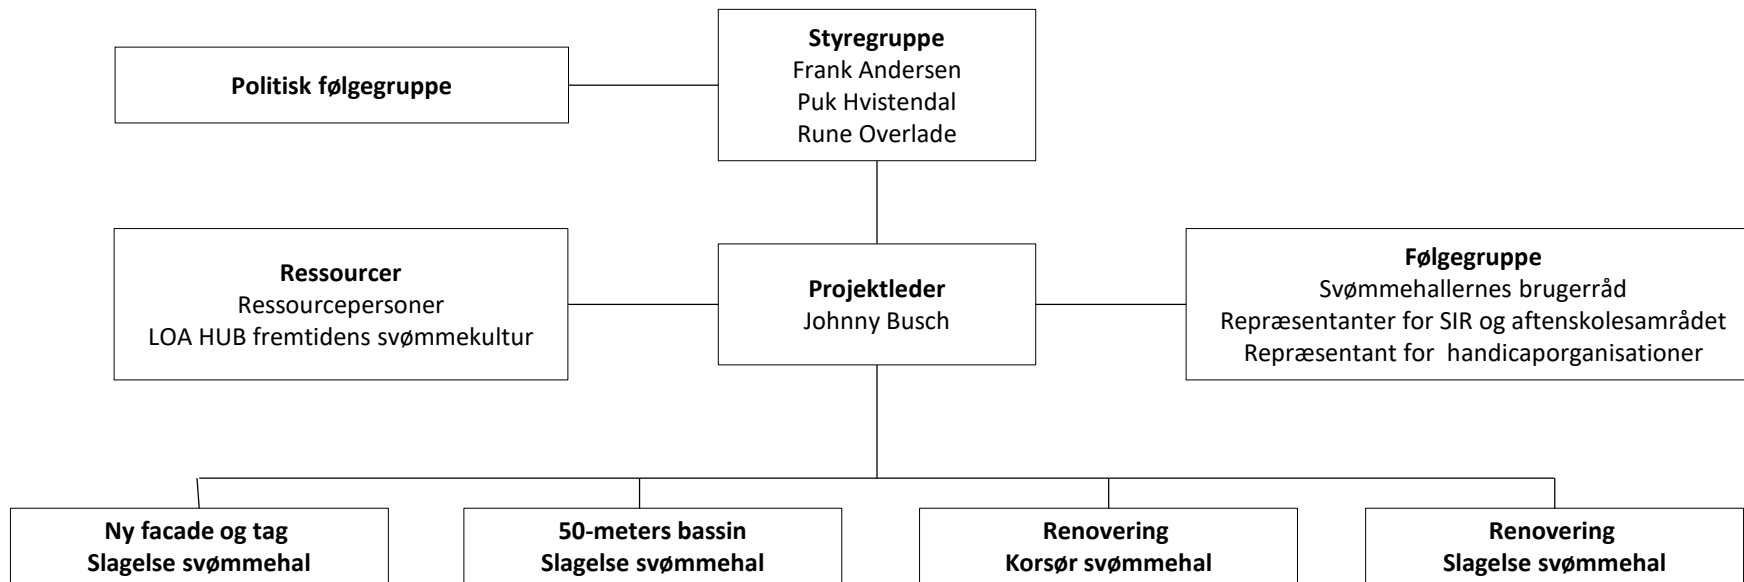 Styregruppe
Frank Andersen
Puk Hvistendal
Rune Overlade
Politisk følgegruppe
Ressourcer
Ressourcepersoner
LOA HUB fremtidens svømmekultur
Projektleder
Johnny Busch
Følgegruppe
Svømmehallernes brugerråd
Repræsentanter for SIR og aftenskolesamrådet
Repræsentant for handicaporganisationer
Ny facade og tag
Slagelse svømmehal
50-meters bassin
Slagelse svømmehal
Renovering
Korsør svømmehal
Renovering
Slagelse svømmehal